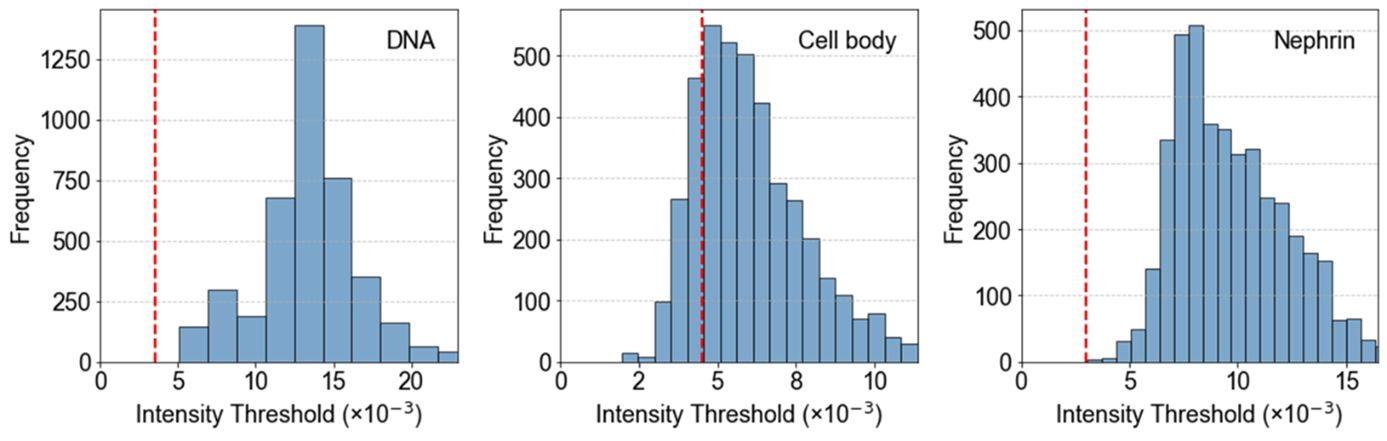 DNA
Frequency
1250
1000
750
500
250
0
0 5 10 15 20
Intensity Threshold (×10⁻³)
Cell body
Frequency
500
400
300
200
100
0
0 2 5 8 10
Intensity Threshold (×10⁻³)
Nephrin
Frequency
500
400
300
200
100
0
0 5 10 15
Intensity Threshold (×10⁻³)